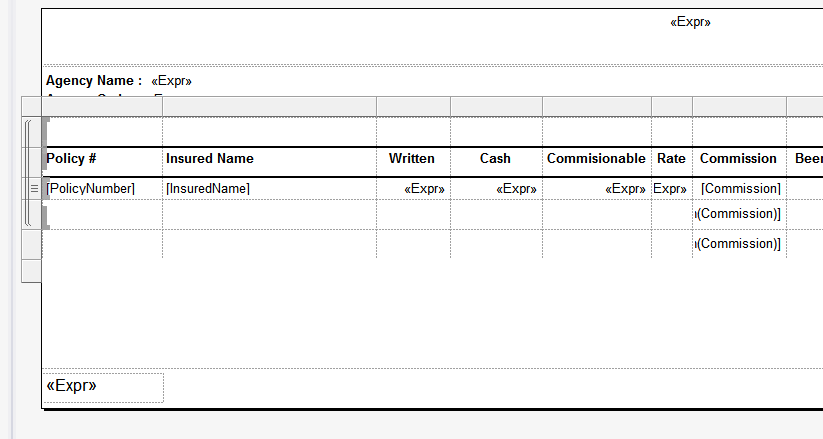 «Expr»
Agency Name : «Expr»
Policy # Insured Name Written Cash Commisionable Rate Commission Beer
[PolicyNumber] [InsuredName] «Expr» «Expr» «Expr» Expr» [Commission]
(Commission)]
(Commission)]
«Expr»